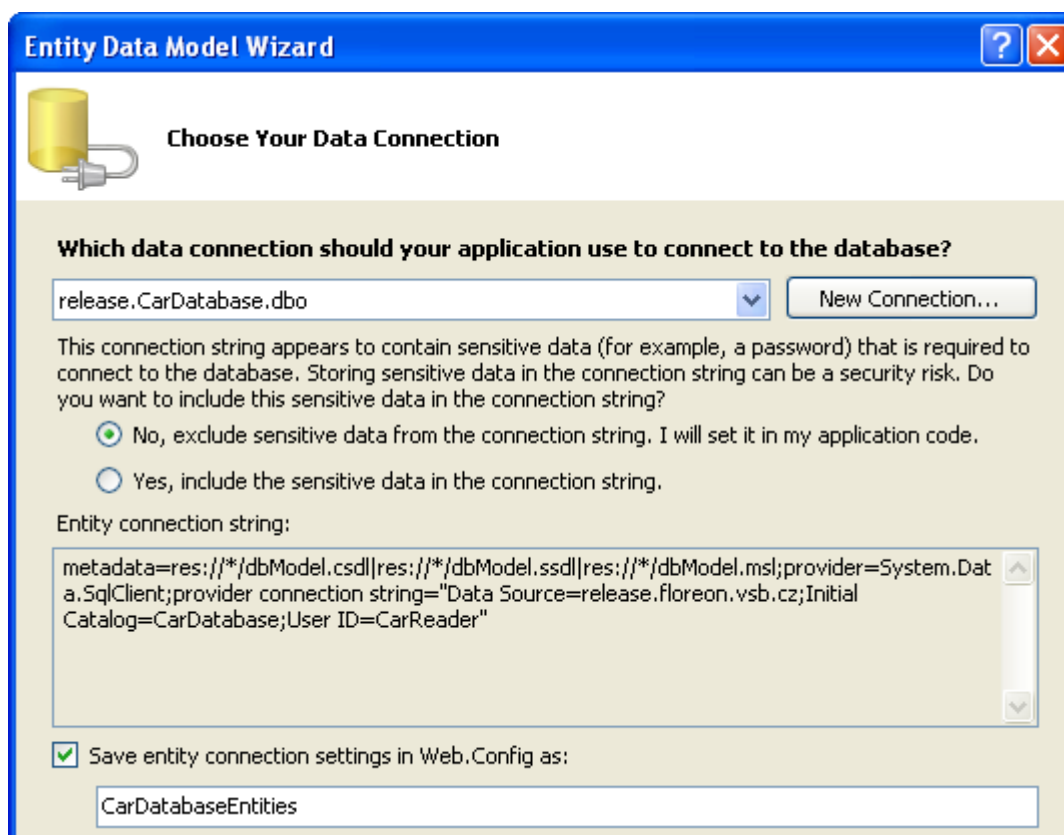 Entity Data Model Wizard
Choose Your Data Connection
Which data connection should your application use to connect to the database?
release.CarDatabase.dbo
New Connection...
This connection string appears to contain sensitive data (for example, a password) that is required to
connect to the database. Storing sensitive data in the connection string can be a security risk. Do
you want to include this sensitive data in the connection string?
No, exclude sensitive data from the connection string. I will set it in my application code.
Yes, include the sensitive data in the connection string.
Entity connection string:
metadata=res://*/dbModel.csdl|res://*/dbModel.ssdl|res://*/dbModel.msl;provider=System.Dat
a.SqlClient;provider connection string="Data Source=release.floreon.vsb.cz;Initial
Catalog=CarDatabase;User ID=CarReader"
Save entity connection settings in Web.Config as:
CarDatabaseEntities